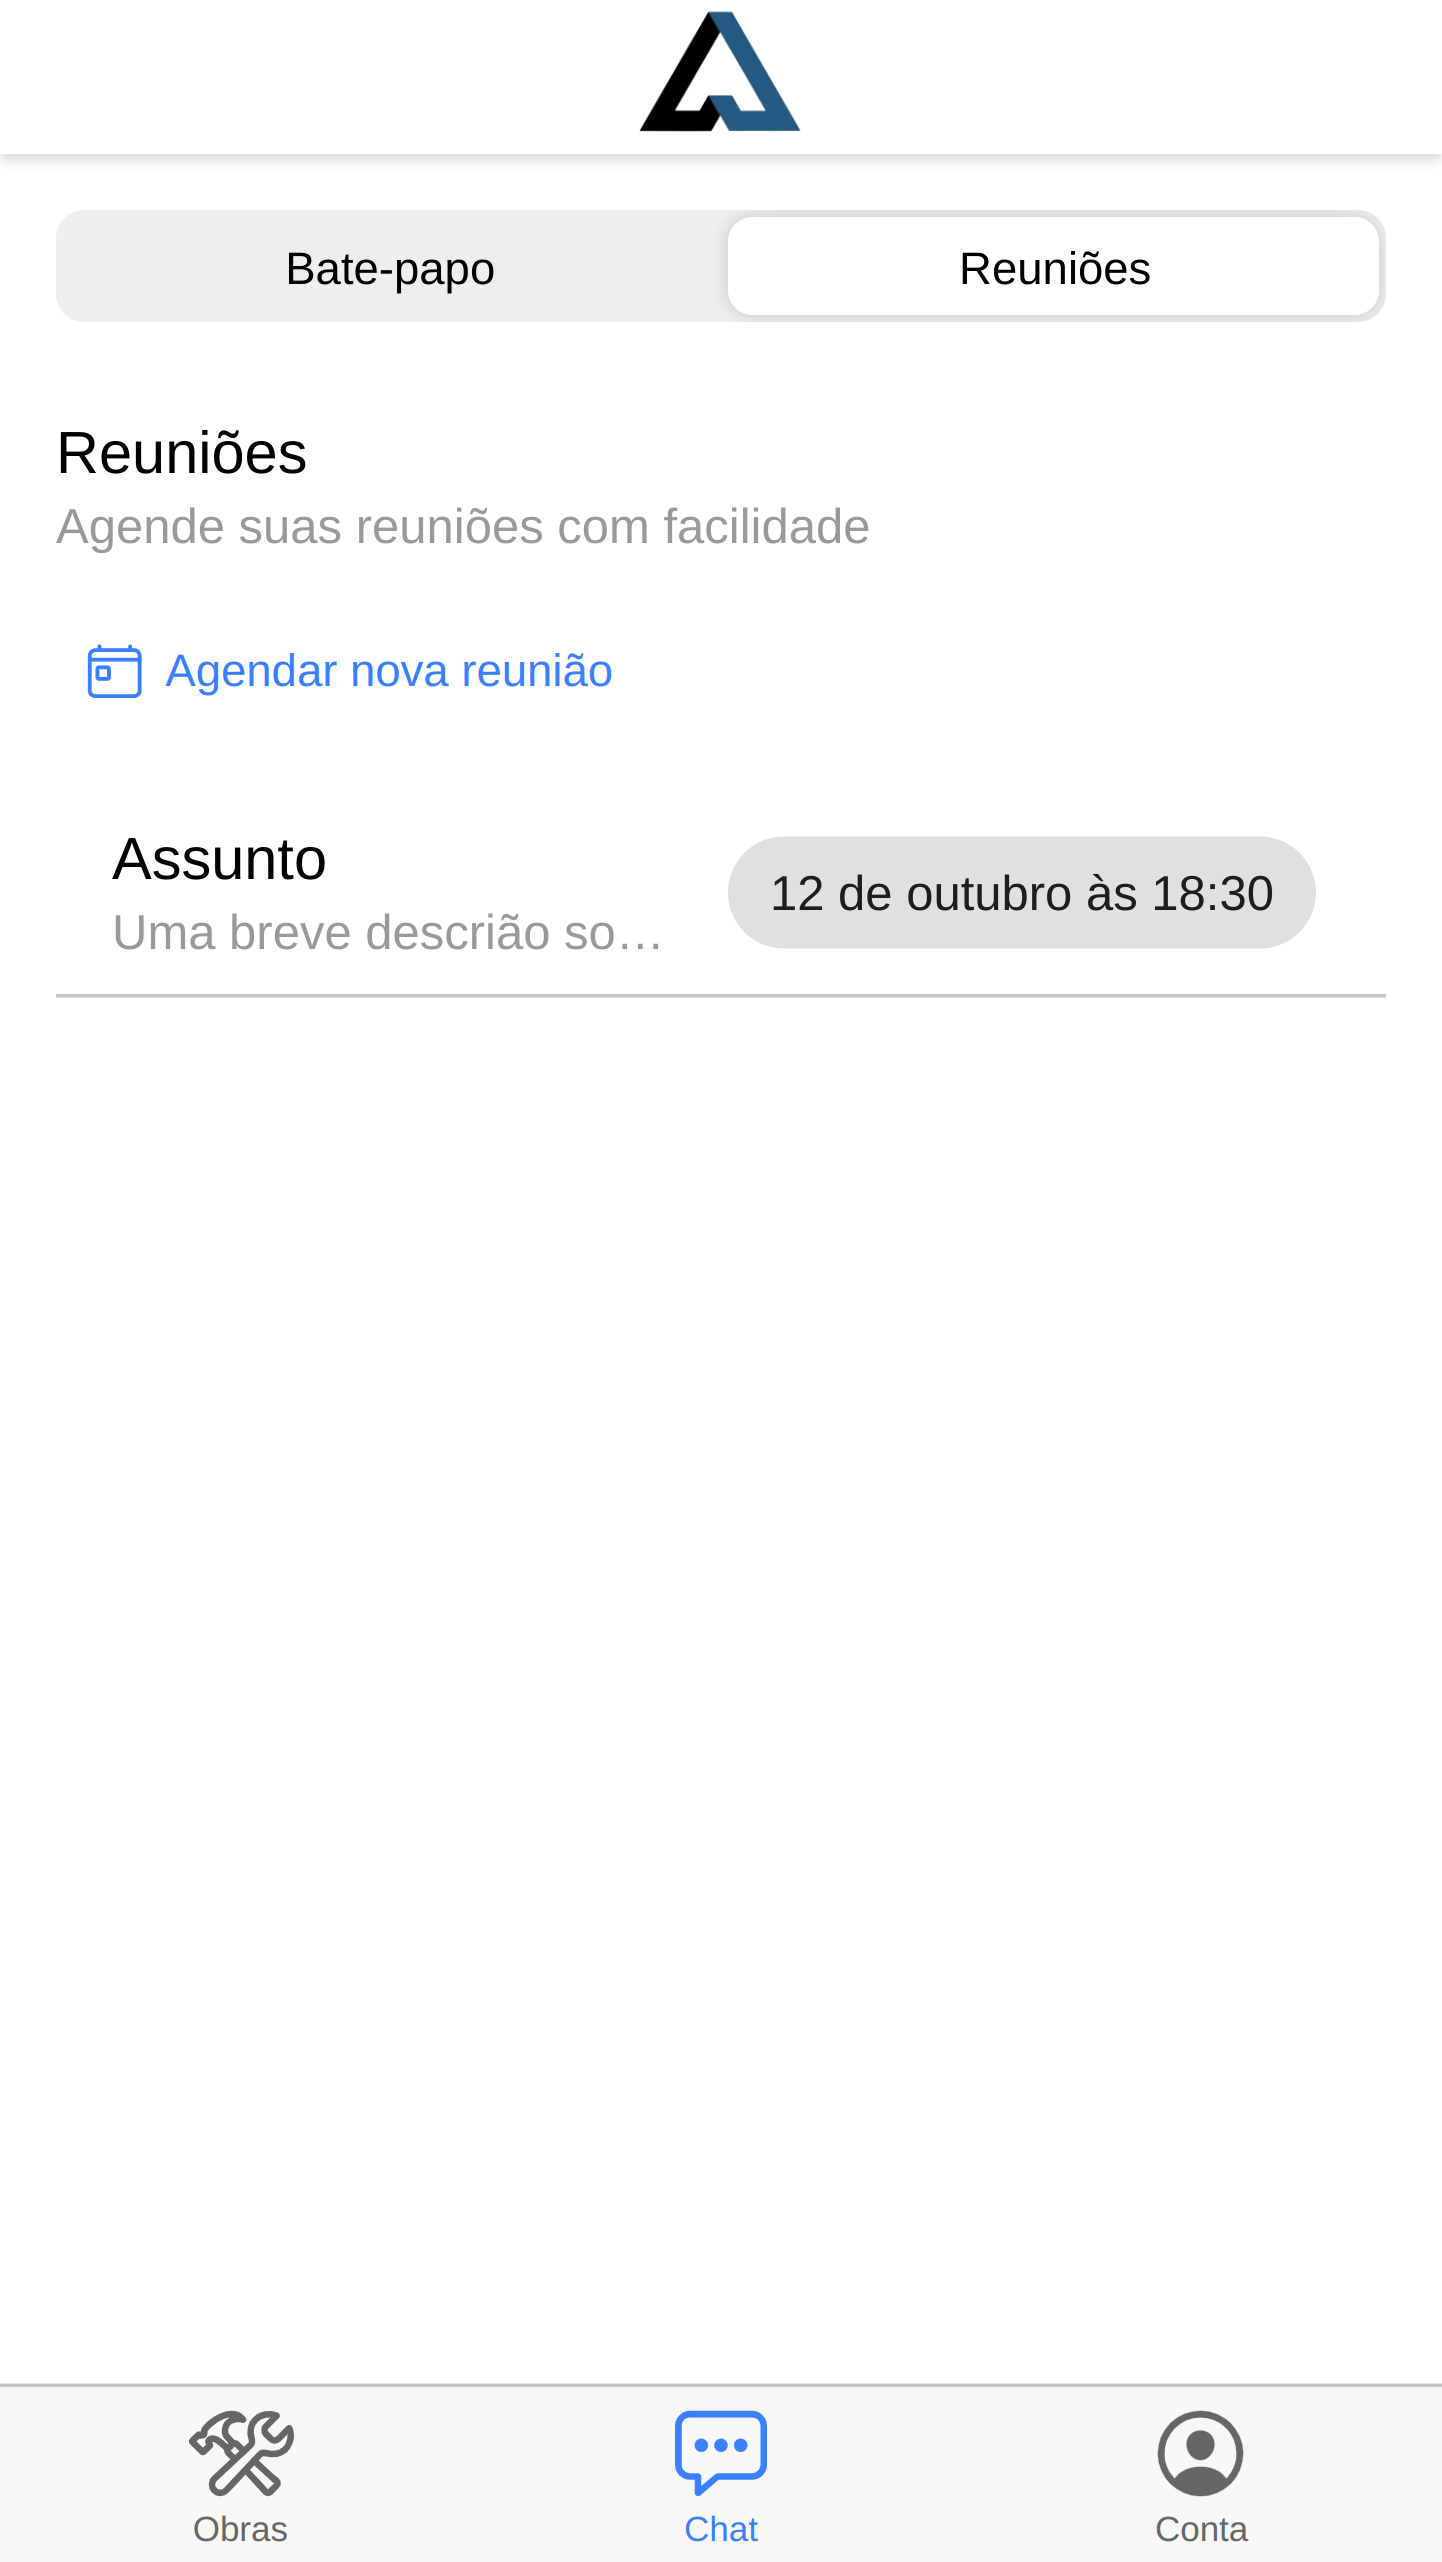 Bate-papo
Reuniões
Reuniões
Agende suas reuniões com facilidade
Agendar nova reunião
Assunto
Uma breve descrião so...
12 de outubro às 18:30
Obras
Chat
Conta